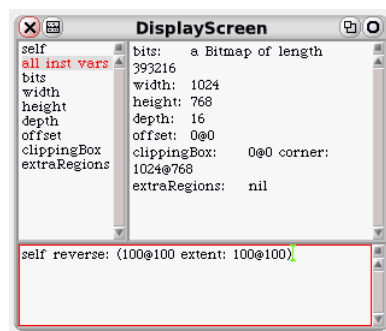 DisplayScreen
self
all inst vars
bits
width
height
depth
offset
clippingBox
extraRegions
bits: a Bitmap of length
393216
width: 1024
height: 768
depth: 16
offset: 0@0
clippingBox: 0@0 corner:
1024@768
extraRegions: nil
self reverse: (100@100 extent: 100@100)